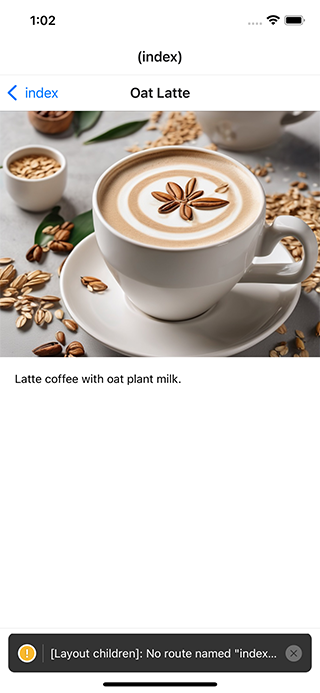 1:02
(index)
index
Oat Latte
Latte coffee with oat plant milk.
[Layout children]: No route named "index...